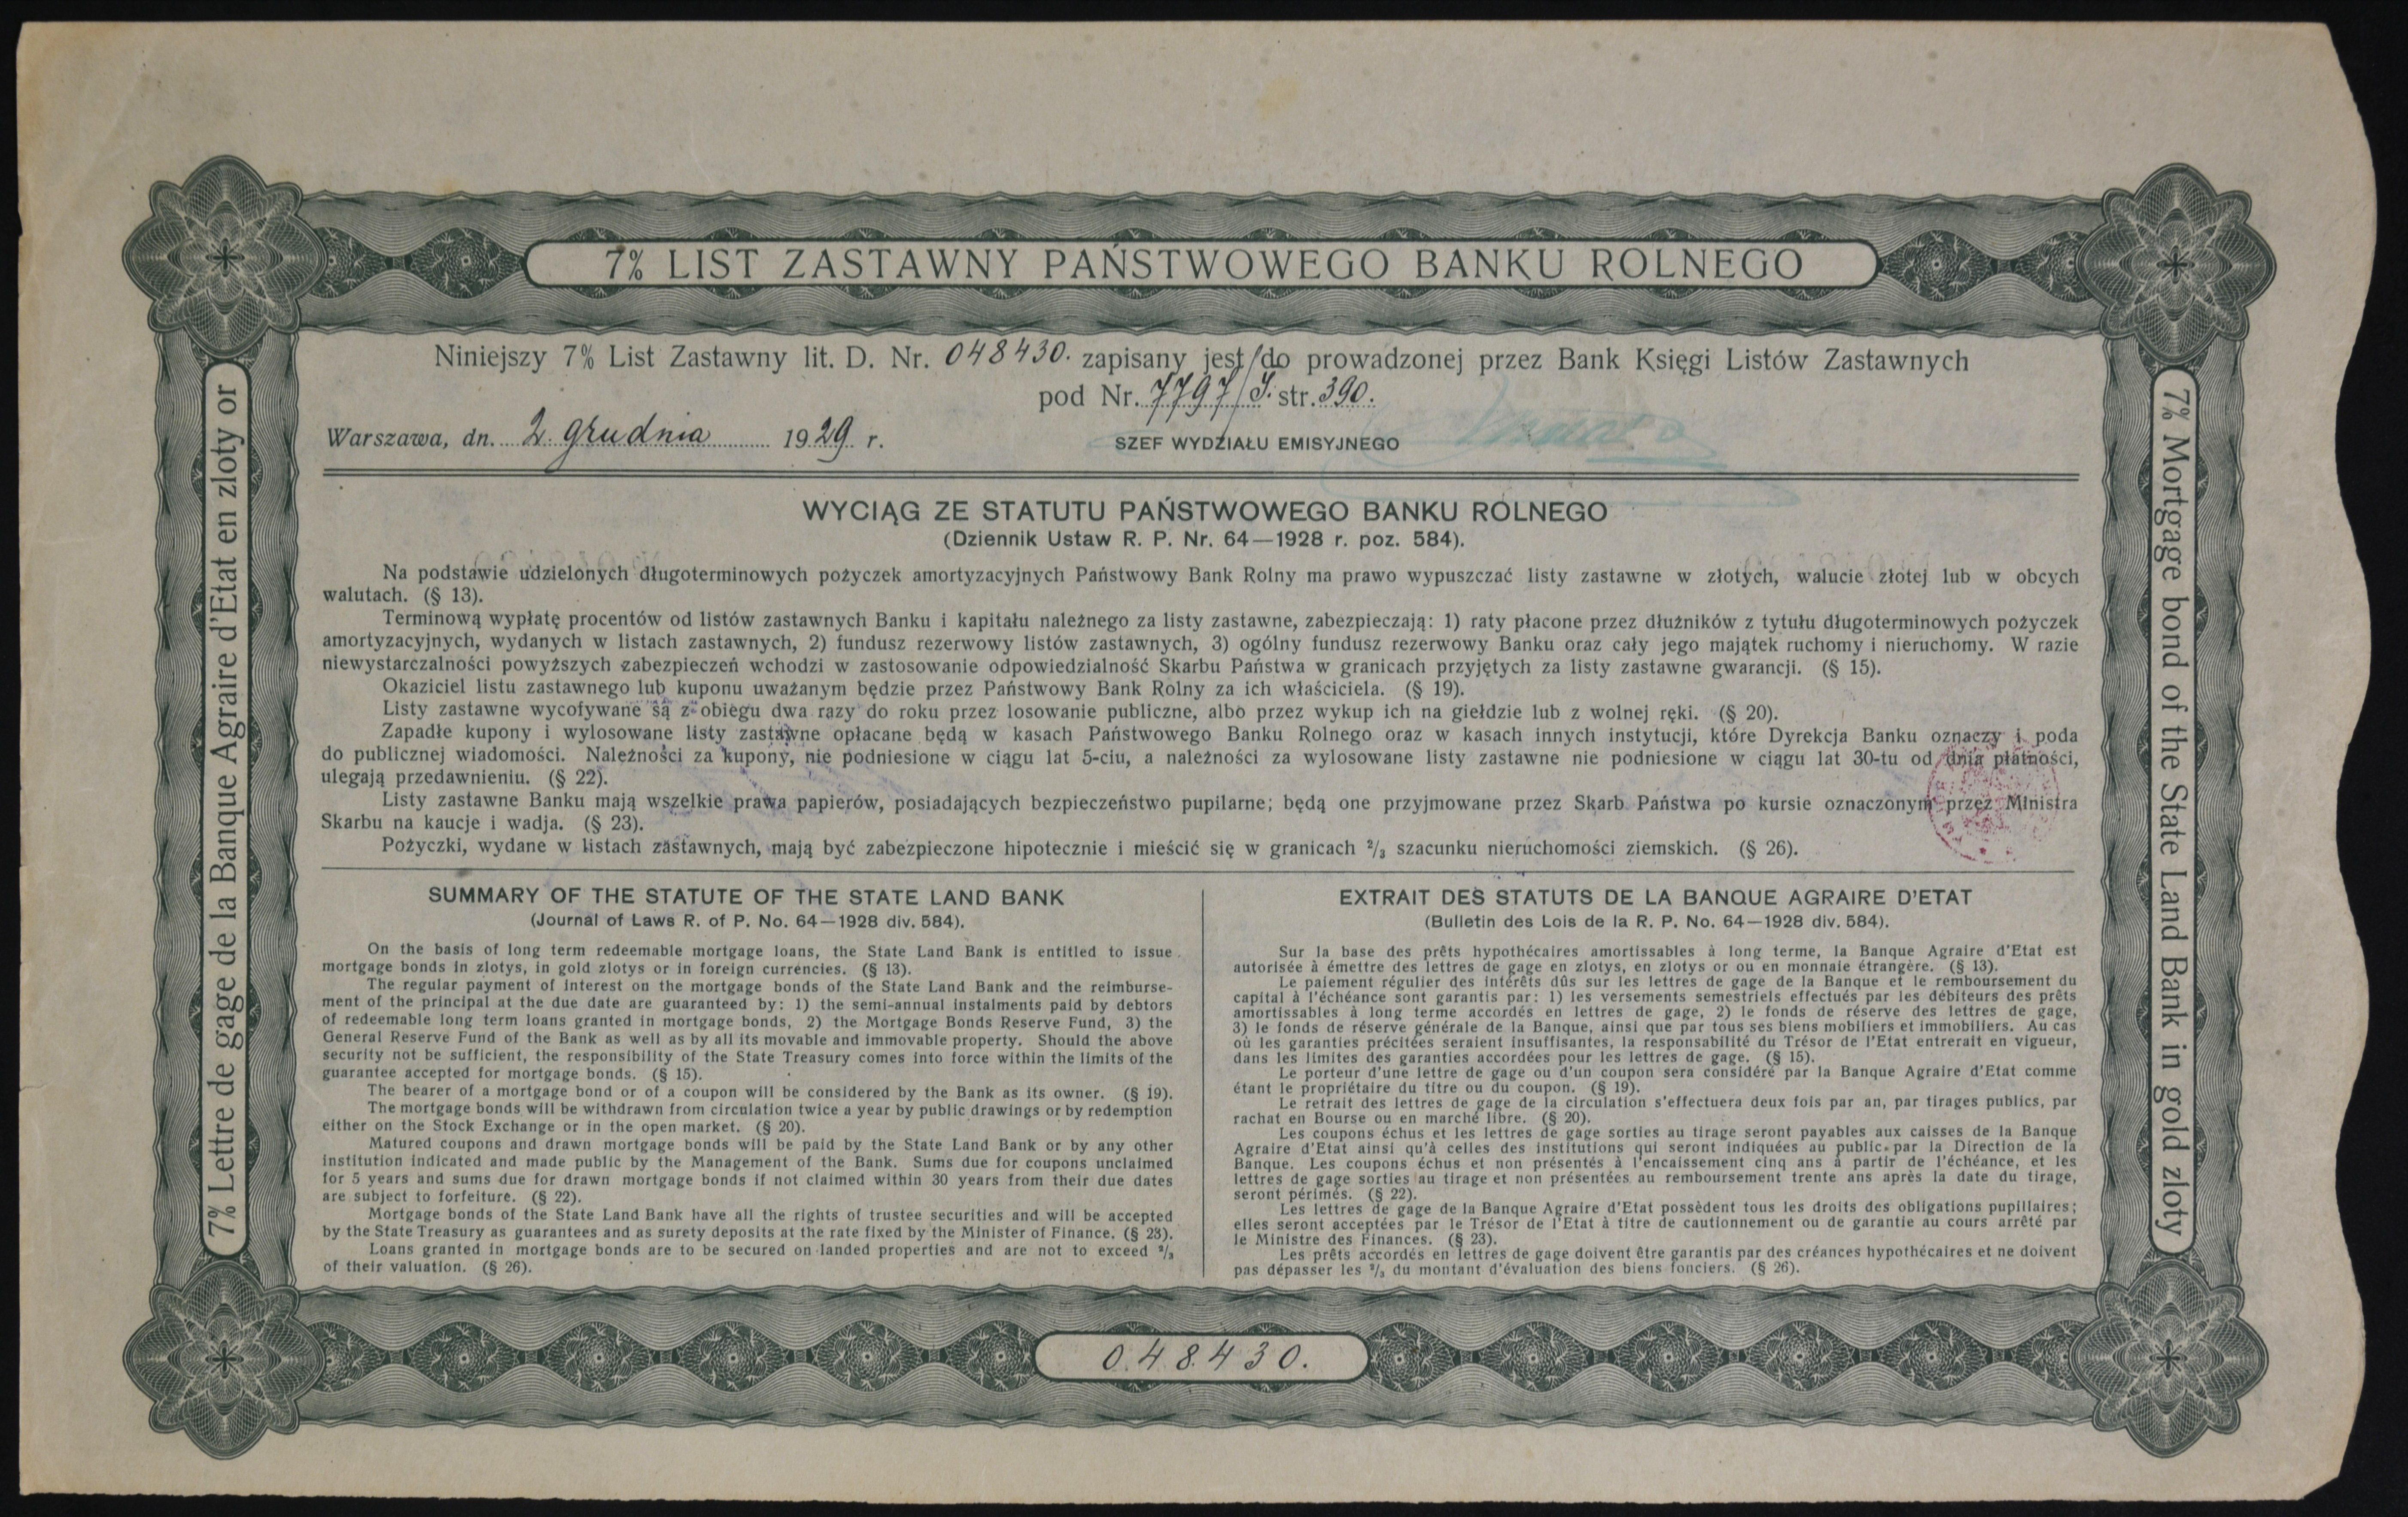 7% LIST ZASTAWNY PAŃSTWOWEGO BANKU ROLNEGO
7% Lettre de gage de la Banque Agraire d'Etat en zloty or
7% Mortgage bond of the State Land Bank in gold zloty
Niniejszy 7% List Zastawny lit. D. Nr. 048430. zapisany jest do prowadzonej przez Bank Księgi Listów Zastawnych
pod Nr. 7797/I. str. 390.
Warszawa, dn. 2. grudnia 1929 r.
SZEF WYDZIAŁU EMISYJNEGO
WYCIĄG ZE STATUTU PAŃSTWOWEGO BANKU ROLNEGO
(Dziennik Ustaw R. P. Nr. 64—1928 r. poz. 584).
Na podstawie udzielonych długoterminowych pożyczek amortyzacyjnych Państwowy Bank Rolny ma prawo wypuszczać listy zastawne w złotych, walucie złotej lub w obcych
walutach. (§ 13).
Terminową wypłatę procentów od listów zastawnych Banku i kapitału należnego za listy zastawne, zabezpieczają: 1) raty płacone przez dłużników z tytułu długoterminowych pożyczek
amortyzacyjnych, wydanych w listach zastawnych, 2) fundusz rezerwowy listów zastawnych, 3) ogólny fundusz rezerwowy Banku oraz cały jego majątek ruchomy i nieruchomy. W razie
niewystarczalności powyższych zabezpieczeń wchodzi w zastosowanie odpowiedzialność Skarbu Państwa w granicach przyjętych za listy zastawne gwarancji. (§ 15).
Okaziciel listu zastawnego lub kuponu uważanym będzie przez Państwowy Bank Rolny za ich właściciela. (§ 19).
Listy zastawne wycofywane są z obiegu dwa razy do roku przez losowanie publiczne, albo przez wykup ich na giełdzie lub z wolnej ręki. (§ 20).
Zapadłe kupony i wylosowane listy zastawne opłacane będą w kasach Państwowego Banku Rolnego oraz w kasach innych instytucji, które Dyrekcja Banku oznaczy i poda
do publicznej wiadomości. Należności za kupony, nie podniesione w ciągu lat 5-ciu, a należności za wylosowane listy zastawne nie podniesione w ciągu lat 30-tu od dnia płatności,
ulegają przedawnieniu. (§ 22).
Listy zastawne Banku mają wszelkie prawa papierów, posiadających bezpieczeństwo pupilarne; będą one przyjmowane przez Skarb Państwa po kursie oznaczonym przez Ministra
Skarbu na kaucje i wadja. (§ 23).
Pożyczki, wydane w listach zastawnych, mają być zabezpieczone hipotecznie i mieścić się w granicach ²/₃ szacunku nieruchomości ziemskich. (§ 26).
SUMMARY OF THE STATUTE OF THE STATE LAND BANK
(Journal of Laws R. of P. No. 64—1928 div. 584).
On the basis of long term redeemable mortgage loans, the State Land Bank is entitled to issue
mortgage bonds in zlotys, in gold zlotys or in foreign currencies. (§ 13).
The regular payment of interest on the mortgage bonds of the State Land Bank and the reimburse-
ment of the principal at the due date are guaranteed by: 1) the semi-annual instalments paid by debtors
of redeemable long term loans granted in mortgage bonds, 2) the Mortgage Bonds Reserve Fund, 3) the
General Reserve Fund of the Bank as well as by all its movable and immovable property. Should the above
security not be sufficient, the responsibility of the State Treasury comes into force within the limits of the
guarantee accepted for mortgage bonds. (§ 15).
The bearer of a mortgage bond or of a coupon will be considered by the Bank as its owner. (§ 19).
The mortgage bonds will be withdrawn from circulation twice a year by public drawings or by redemption
either on the Stock Exchange or in the open market. (§ 20).
Matured coupons and drawn mortgage bonds will be paid by the State Land Bank or by any other
institution indicated and made public by the Management of the Bank. Sums due for coupons unclaimed
for 5 years and sums due for drawn mortgage bonds if not claimed within 30 years from their due dates
are subject to forfeiture. (§ 22).
Mortgage bonds of the State Land Bank have all the rights of trustee securities and will be accepted
by the State Treasury as guarantees and as surety deposits at the rate fixed by the Minister of Finance. (§ 23).
Loans granted in mortgage bonds are to be secured on landed properties and are not to exceed ²/₃
of their valuation. (§ 26).
EXTRAIT DES STATUTS DE LA BANQUE AGRAIRE D'ETAT
(Bulletin des Lois de la R. P. No. 64—1928 div. 584).
Sur la base des prêts hypothécaires amortissables à long terme, la Banque Agraire d'Etat est
autorisée à émettre des lettres de gage en zlotys, en zlotys or ou en monnaie étrangère. (§ 13).
Le paiement régulier des intérêts dûs sur les lettres de gage de la Banque et le remboursement du
capital à l'échéance sont garantis par: 1) les versements semestriels effectués par les débiteurs des prêts
amortissables à long terme accordés en lettres de gage, 2) le fonds de réserve des lettres de gage,
3) le fonds de réserve générale de la Banque, ainsi que par tous ses biens mobiliers et immobiliers. Au cas
où les garanties précitées seraient insuffisantes, la responsabilité du Trésor de l'Etat entrerait en vigueur,
dans les limites des garanties accordées pour les lettres de gage. (§ 15).
Le porteur d'une lettre de gage ou d'un coupon sera considéré par la Banque Agraire d'Etat comme
étant le propriétaire du titre ou du coupon. (§ 19).
Le retrait des lettres de gage de la circulation s'effectuera deux fois par an, par tirages publics, par
rachat en Bourse ou en marché libre. (§ 20).
Les coupons échus et les lettres de gage sorties au tirage seront payables aux caisses de la Banque
Agraire d'Etat ainsi qu'à celles des institutions qui seront indiquées au public par la Direction de la
Banque. Les coupons échus et non présentés à l'encaissement cinq ans à partir de l'échéance, et les
lettres de gage sorties au tirage et non présentées au remboursement trente ans après la date du tirage,
seront périmés. (§ 22).
Les lettres de gage de la Banque Agraire d'Etat possèdent tous les droits des obligations pupillaires;
elles seront acceptées par le Trésor de l'Etat à titre de cautionnement ou de garantie au cours arrêté par
le Ministre des Finances. (§ 23).
Les prêts accordés en lettres de gage doivent être garantis par des créances hypothécaires et ne doivent
pas dépasser les ²/₃ du montant d'évaluation des biens fonciers. (§ 26).
048430.